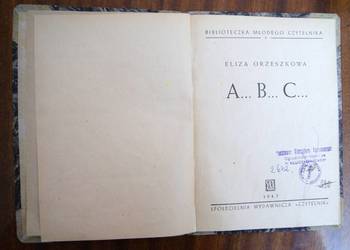 BIBLIOTECZKA MŁODEGO CZYTELNIKA
ELIZA ORZESZKOWA
A... B... C...
SPÓŁDZIELNIA WYDAWNICZA «CZYTELNIK»